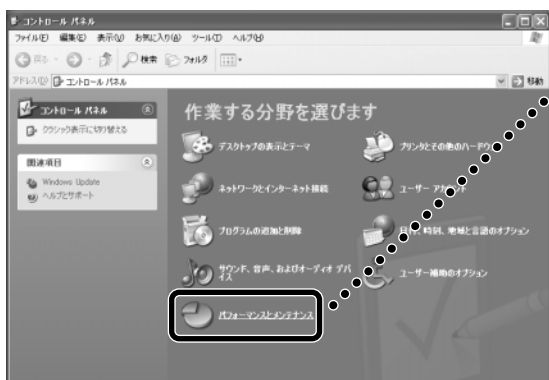 コントロール パネル
ファイル(F) 編集(E) 表示(V) お気に入り(A) ツール(T) ヘルプ(H)
戻る 検索 フォルダ
アドレス(D) コントロール パネル 移動
コントロール パネル
クラシック表示に切り替える
関連項目
Windows Update
ヘルプとサポート
作業する分野を選びます
デスクトップの表示とテーマ
プリンタとその他のハードウェア
ネットワークとインターネット接続
ユーザー アカウント
プログラムの追加と削除
日付、時刻、地域と言語のオプション
サウンド、音声、およびオーディオ デバイス
ユーザー補助のオプション
パフォーマンスとメンテナンス